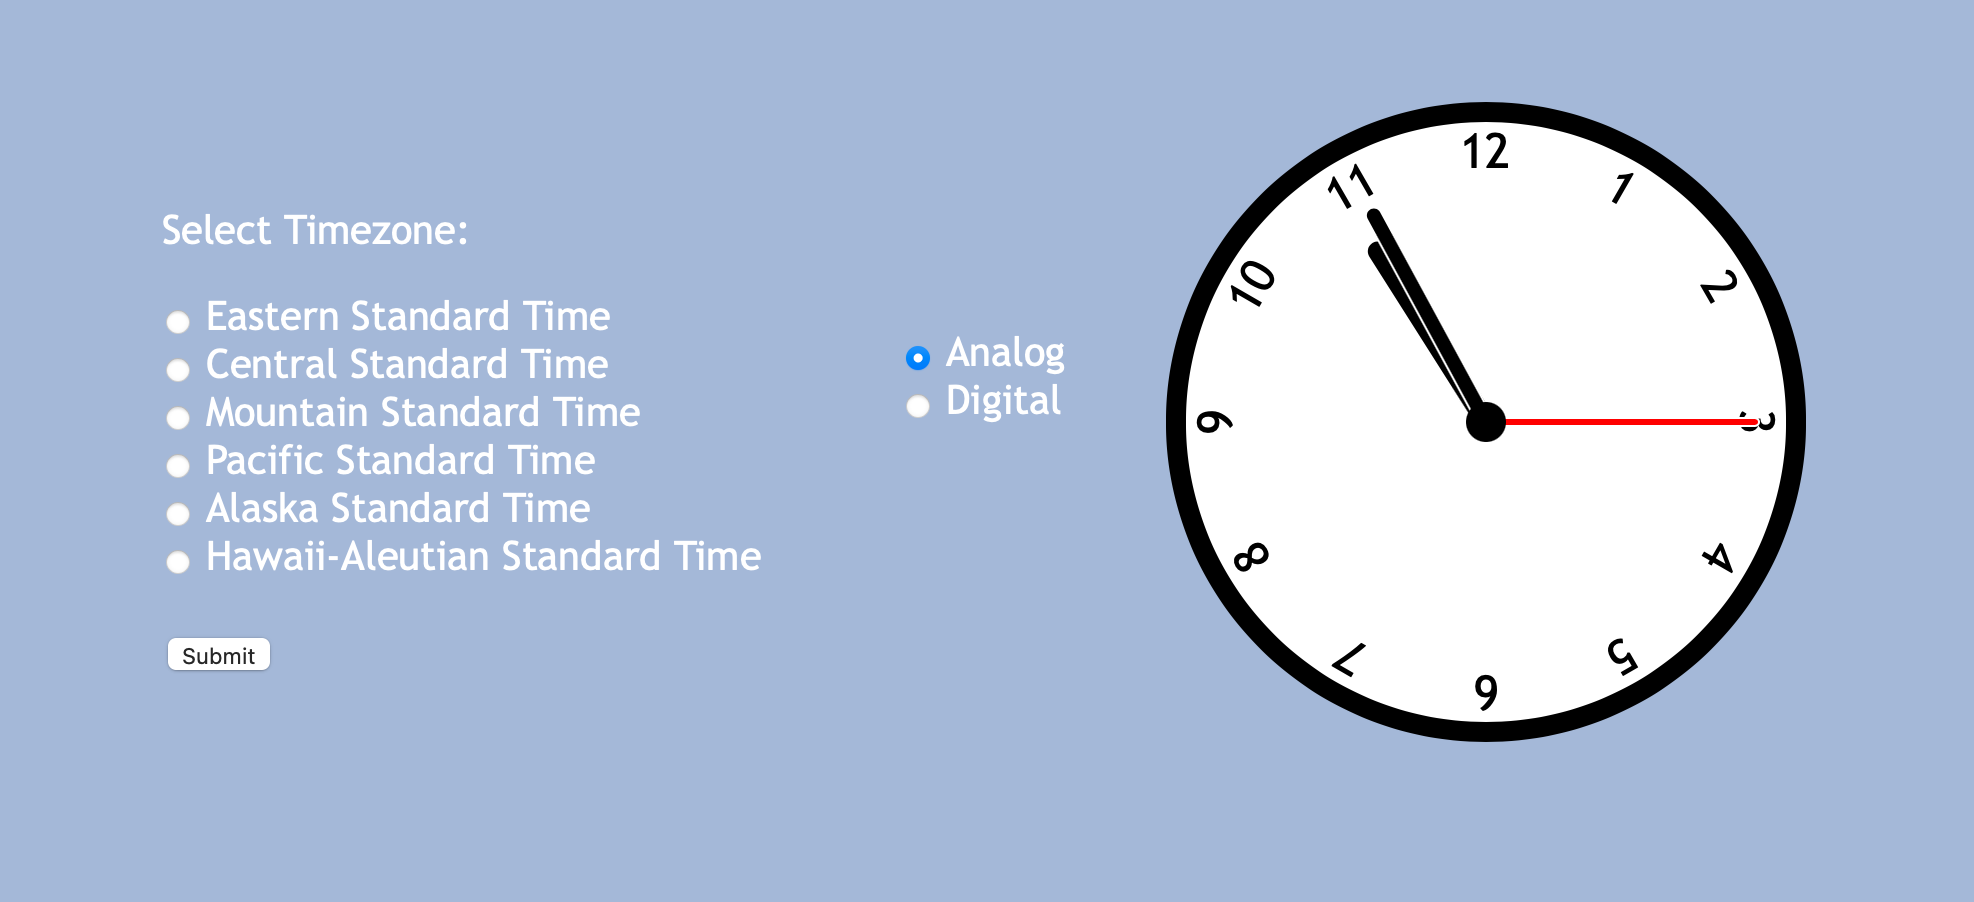 Select Timezone:
Eastern Standard Time
Central Standard Time
Mountain Standard Time
Pacific Standard Time
Alaska Standard Time
Hawaii-Aleutian Standard Time
Submit
Analog
Digital
12
1
2
3
4
5
6
7
8
9
10
11